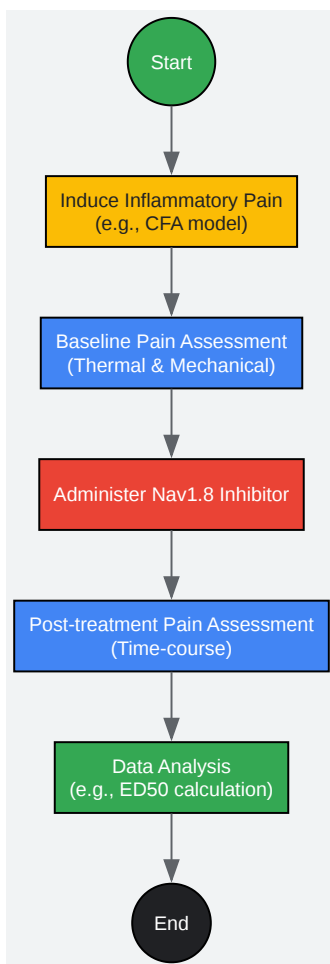 Start
Induce Inflammatory Pain
(e.g., CFA model)
Baseline Pain Assessment
(Thermal & Mechanical)
Administer Nav1.8 Inhibitor
Post-treatment Pain Assessment
(Time-course)
Data Analysis
(e.g., ED50 calculation)
End